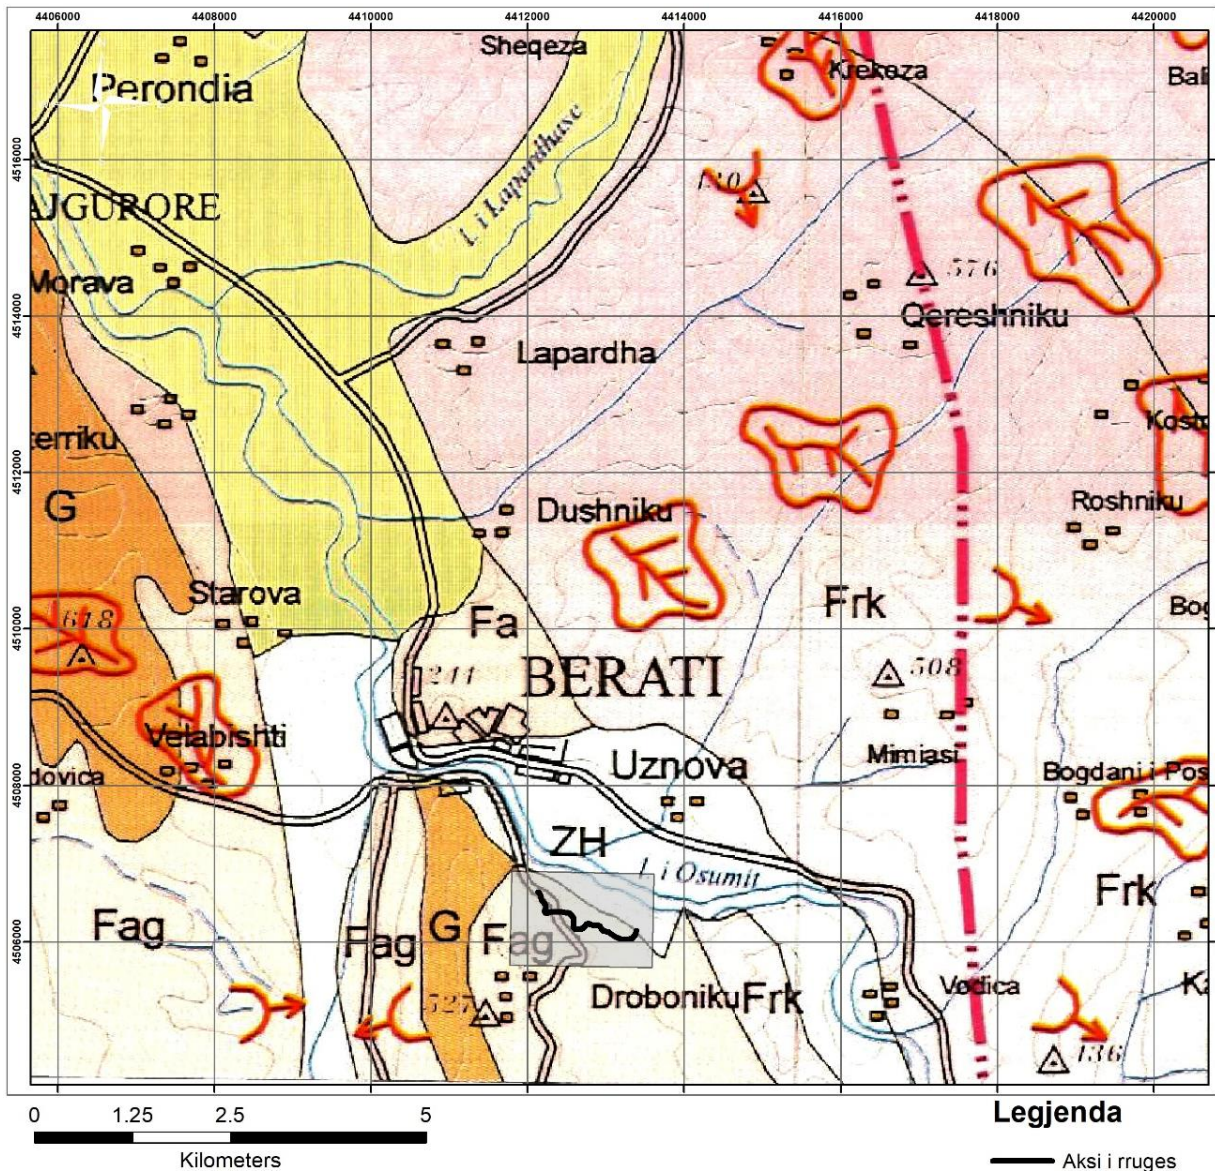 4406000 4408000 4410000 4412000 4414000 4416000 4418000 4420000
Sheqeza
Perondia
Krekoza
4516000
l. i Lapardhase
130
AJGURORE
Morava
576
4514000
Qereshniku
Lapardha
4512000
G
Dushniku
Roshniku
Starova
Frk
618
Fa
4510000
BERATI
244
508
Velabishti
Uznova
Mimiasi
dovica
Bogdani i Pos
4508000
ZH
l. i Osumit
Frk
Fag
Fag
G
Fag
4506000
Droboniku
Frk
Vodica
527
136
0 1.25 2.5 5
Kilometers
Legjenda
Aksi i rruges